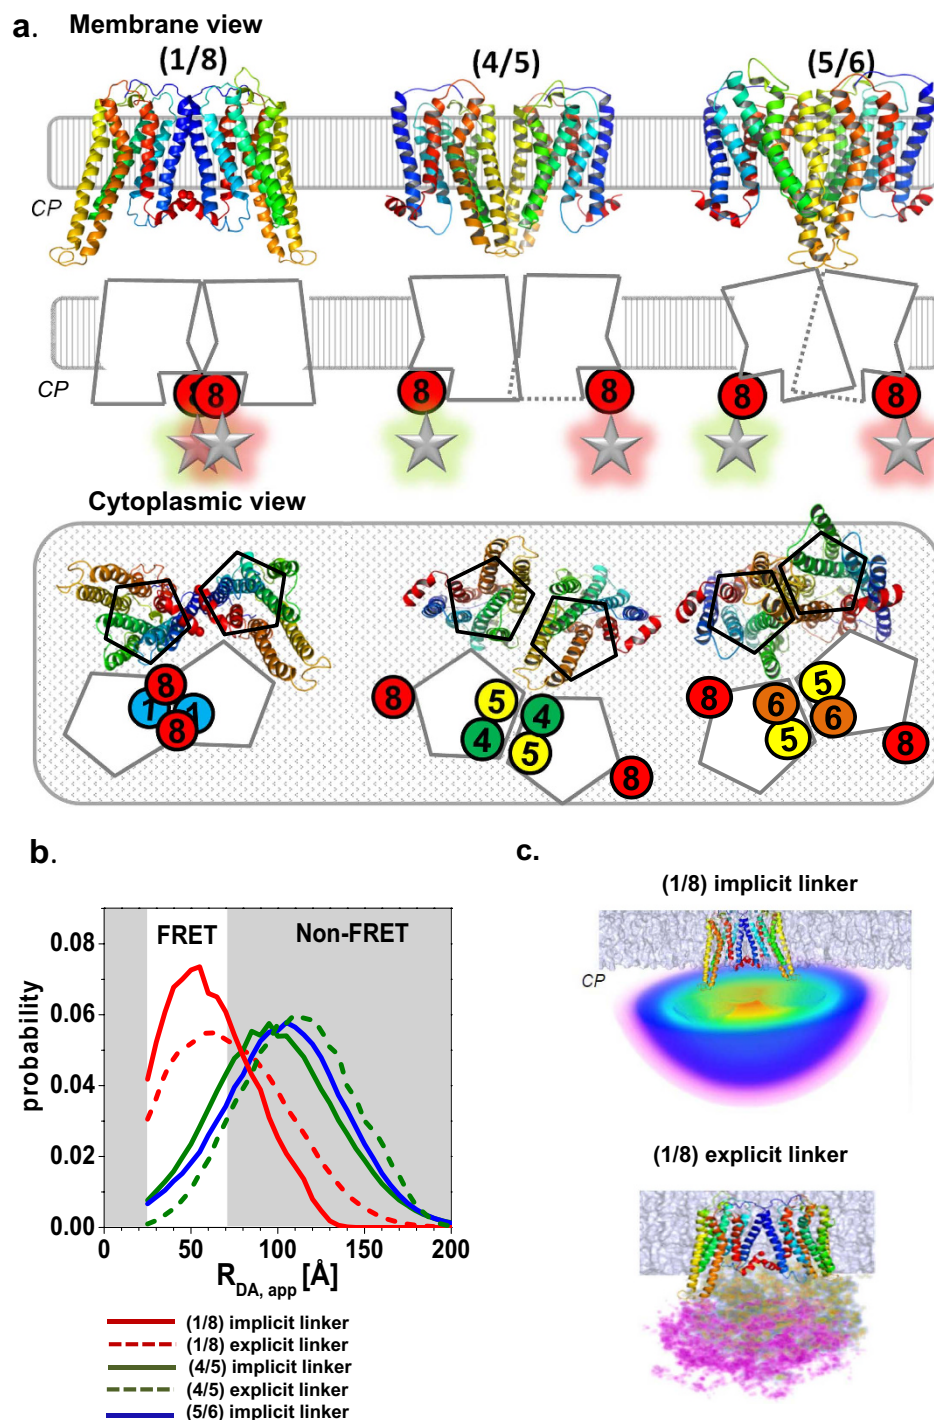 a. Membrane view
(1/8) (4/5) (5/6)
CP
CP
8 8 8 8 8 8
Cytoplasmic view
8 1 1 8
8 5 4 4 5 8
8 6 5 5 6 8
b.
FRET Non-FRET
0.08
0.06
0.04
0.02
0.00
probability
0 50 100 150 200
R DA, app [Å]
(1/8) implicit linker
(1/8) explicit linker
(4/5) implicit linker
(4/5) explicit linker
(5/6) implicit linker
c.
(1/8) implicit linker
CP
(1/8) explicit linker